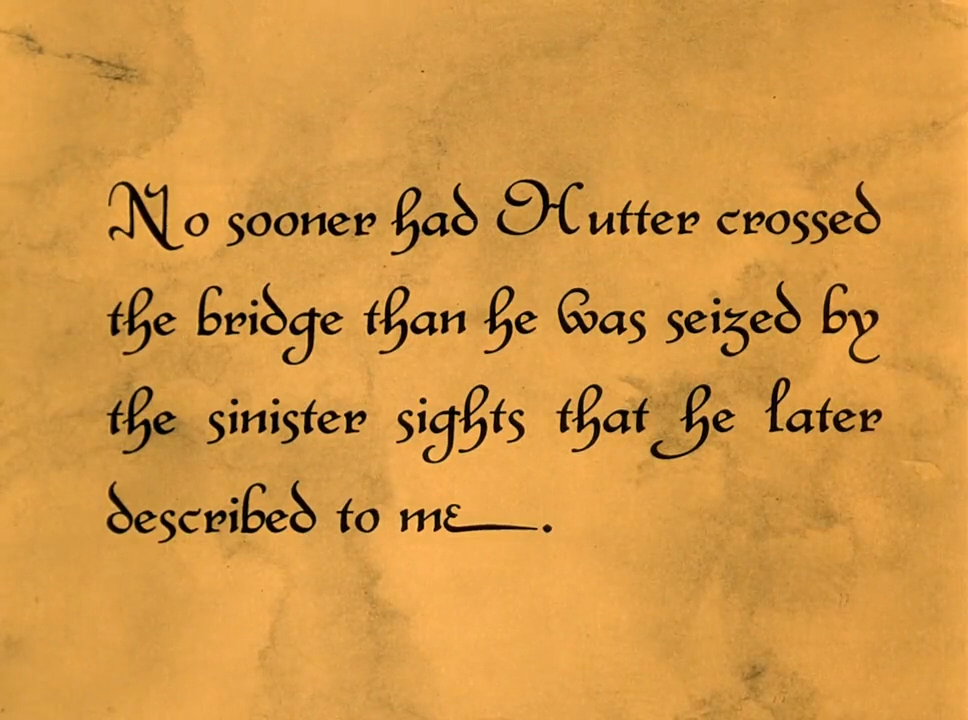 No sooner had Hutter crossed
the bridge than he was seized by
the sinister sights that he later
described to me.